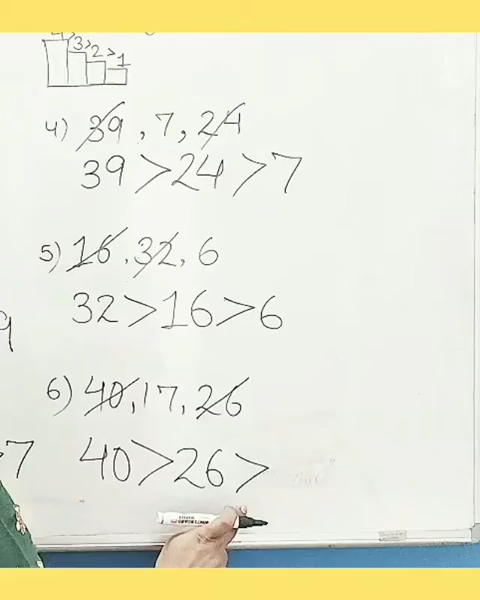 3>2>1
4) 39, 7, 24
39>24>7
5) 16, 32, 6
32>16>6
6) 40, 17, 26
7
40>26>